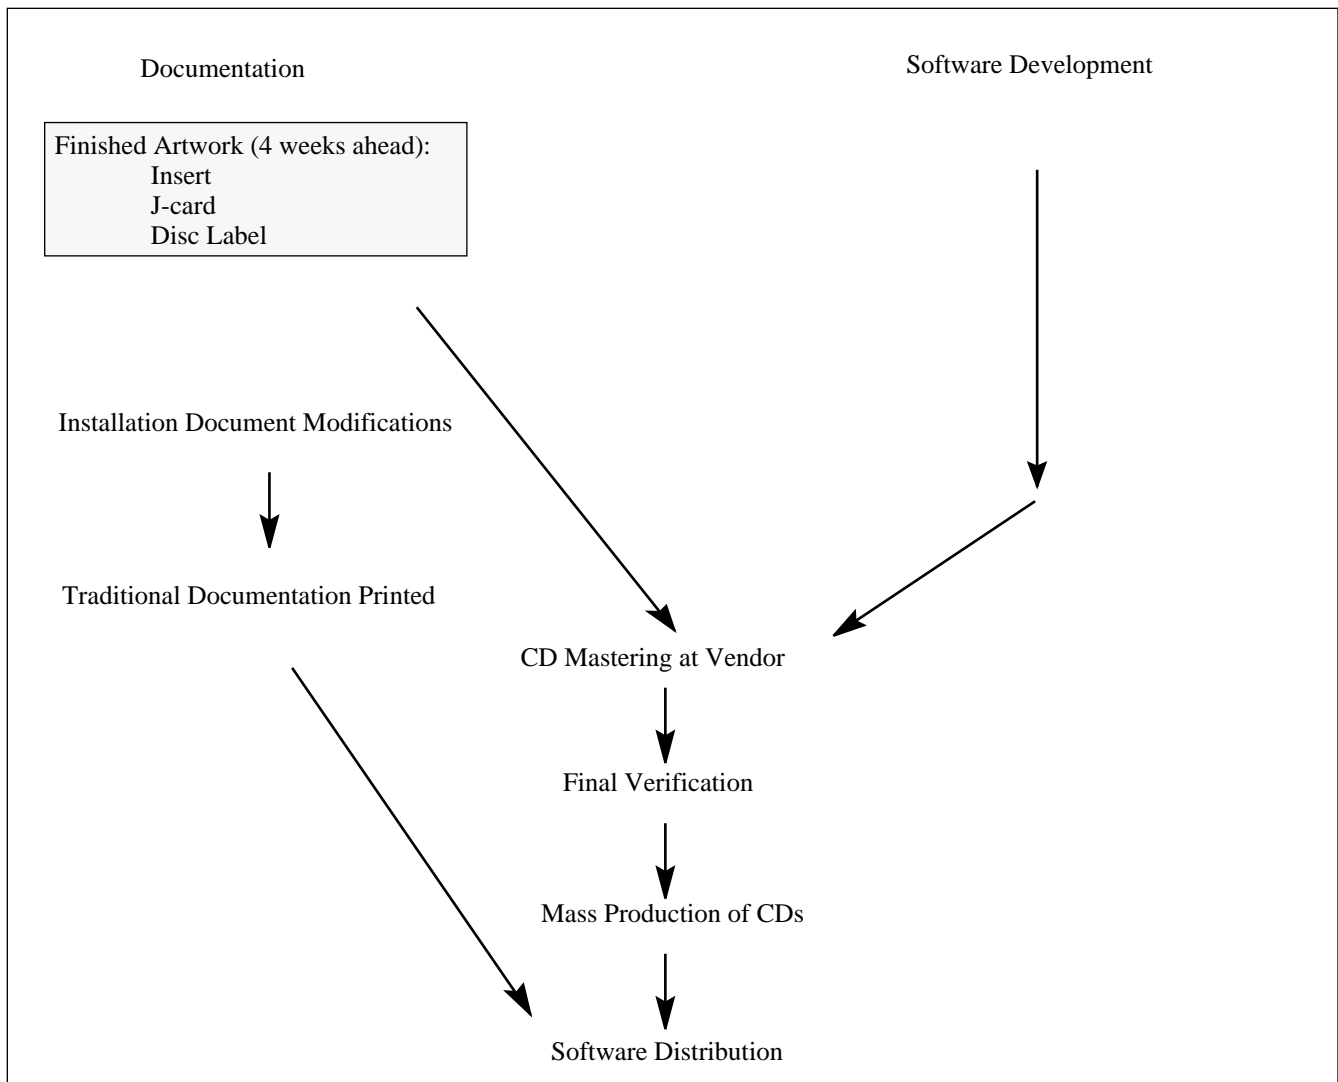 Documentation
Software Development
Finished Artwork (4 weeks ahead):
Insert
J-card
Disc Label
Installation Document Modifications
Traditional Documentation Printed
CD Mastering at Vendor
Final Verification
Mass Production of CDs
Software Distribution